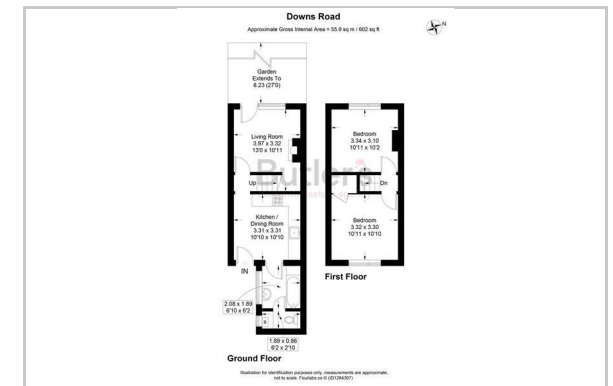 Downs Road
Approximate Gross Internal Area = 55.9 sq m / 602 sq ft
N
Garden
Extends To
8.23 (27'0)
Living Room
3.97 x 3.32
13'0 x 10'11
Up
Kitchen /
Dining Room
3.31 x 3.31
10'10 x 10'10
IN
2.08 x 1.89
6'10 x 6'2
1.89 x 0.86
6'2 x 2'10
Ground Floor
Bedroom
3.34 x 3.10
10'11 x 10'2
Dn
Bedroom
3.32 x 3.30
10'11 x 10'10
First Floor
Butler's
Illustration for identification purposes only, measurements are approximate,
not to scale. Fourlabs.co © (ID1284307)